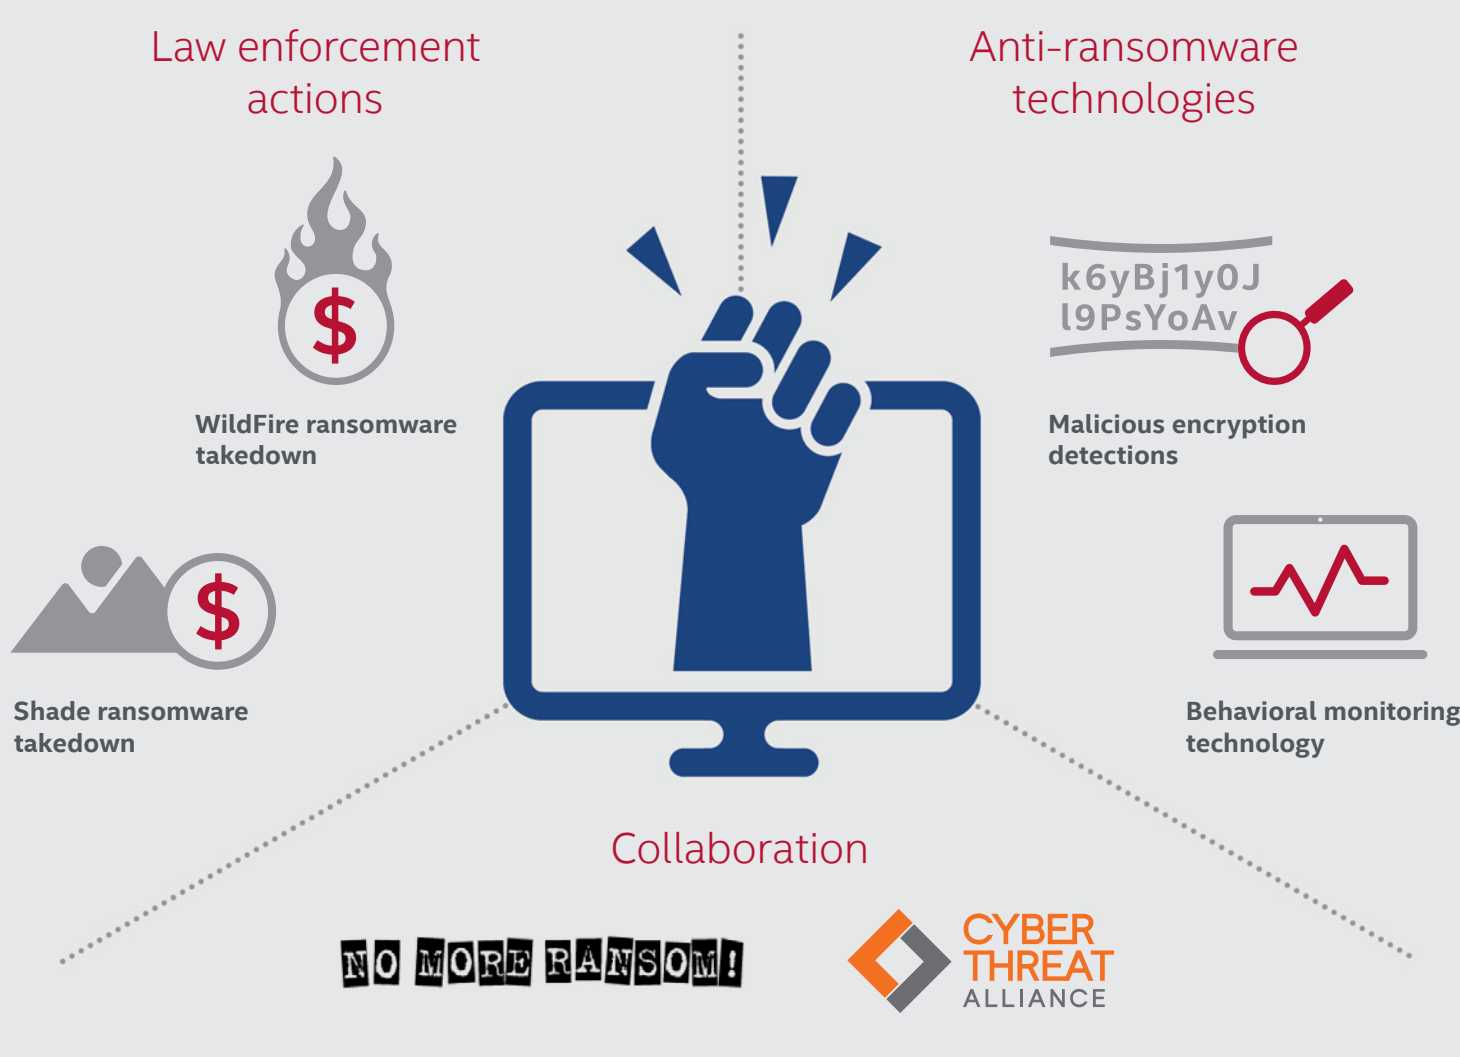 Law enforcement
actions
$
WildFire ransomware
takedown
$
Shade ransomware
takedown
Anti-ransomware
technologies
k6yBj1y0J
l9PsYoAv
Malicious encryption
detections
Behavioral monitoring
technology
Collaboration
NO MORE RANSOM!
CYBER
THREAT
ALLIANCE